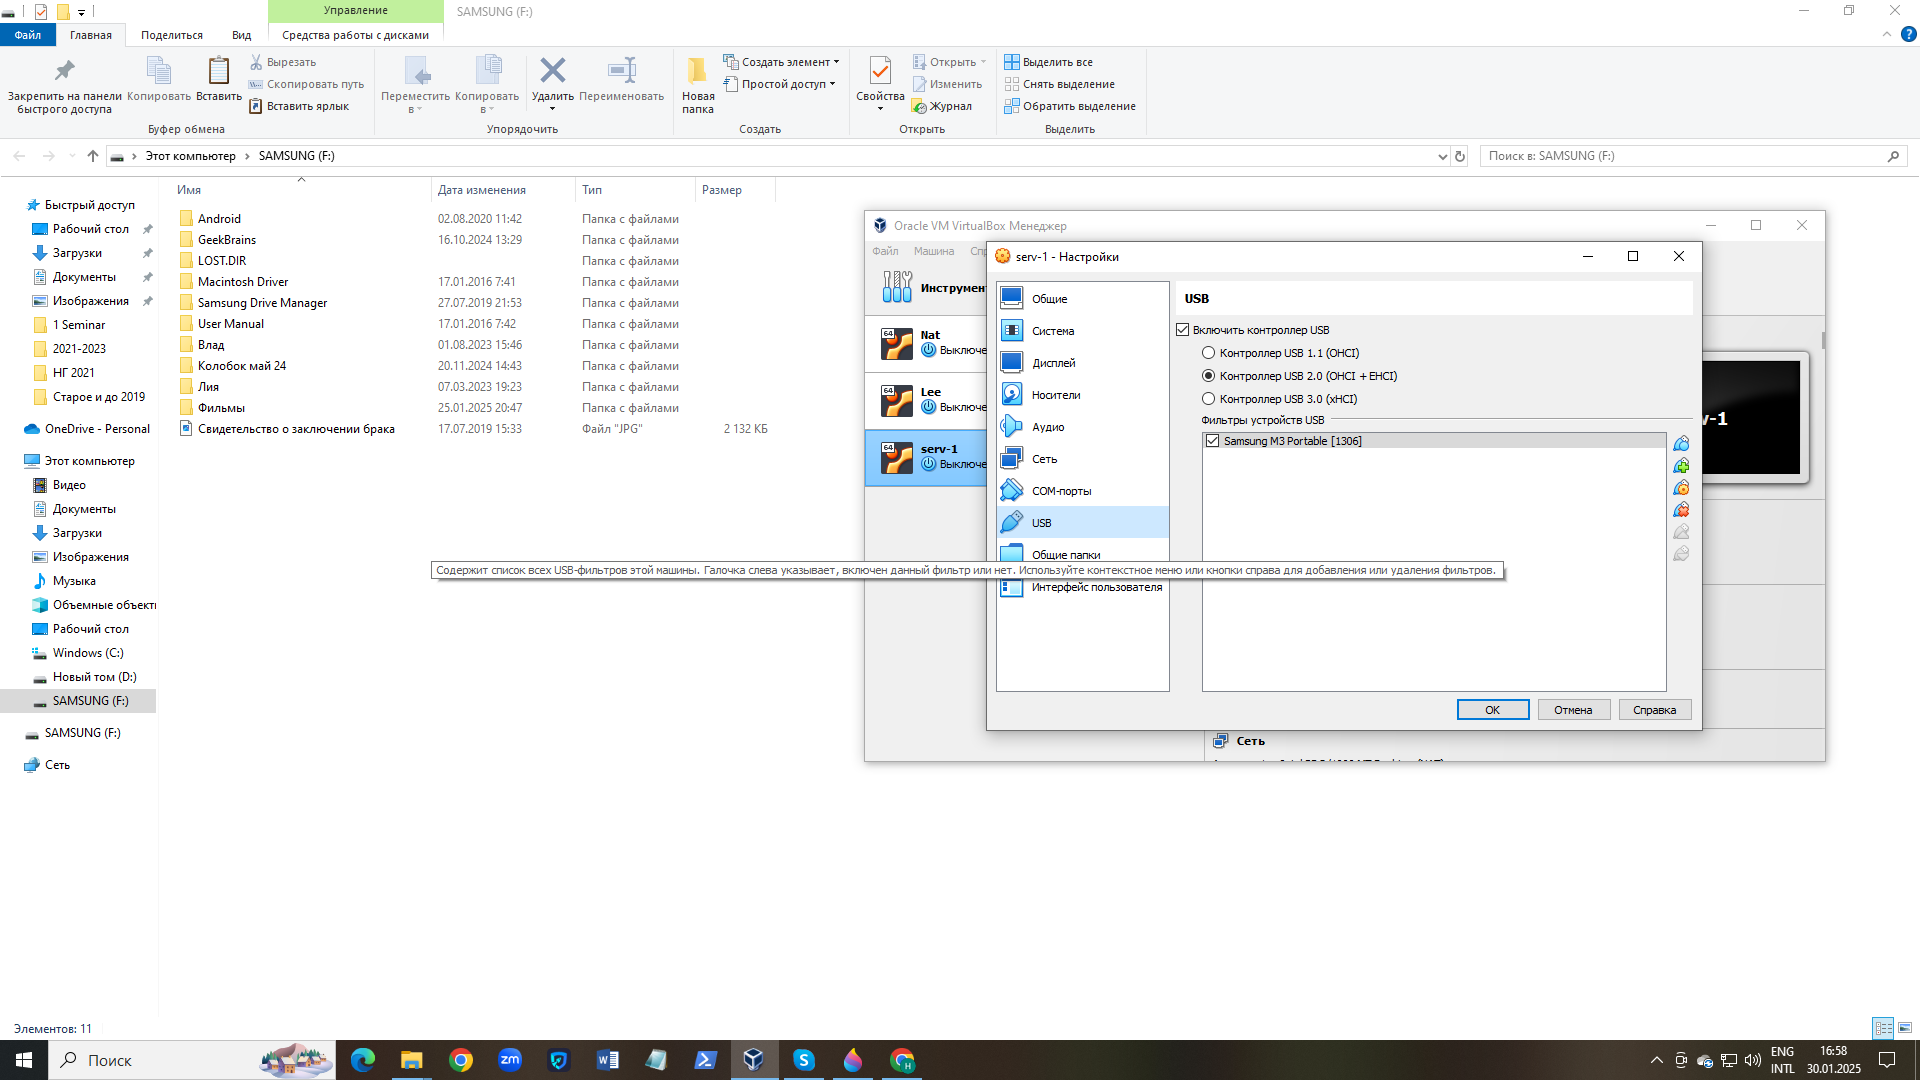 Управление
SAMSUNG (F:)
Файл
Главная
Поделиться
Вид
Средства работы с дисками
Закрепить на панели
быстрого доступа
Копировать
Вставить
Вырезать
Скопировать путь
Вставить ярлык
Буфер обмена
Переместить
в
Копировать
в
Удалить
Переименовать
Упорядочить
Новая
папка
Создать элемент
Простой доступ
Создать
Свойства
Открыть
Изменить
Журнал
Открыть
Выделить все
Снять выделение
Обратить выделение
Выделить
Этот компьютер > SAMSUNG (F:)
Поиск в: SAMSUNG (F:)
Быстрый доступ
Рабочий стол
Загрузки
Документы
Изображения
1 Seminar
2021-2023
НГ 2021
Старое и до 2019
OneDrive - Personal
Этот компьютер
Видео
Документы
Загрузки
Изображения
Музыка
Объемные объекты
Рабочий стол
Windows (C:)
Новый том (D:)
SAMSUNG (F:)
SAMSUNG (F:)
Сеть
Имя Дата изменения Тип Размер
Android 02.08.2020 11:42 Папка с файлами
GeekBrains 16.10.2024 13:29 Папка с файлами
LOST.DIR Папка с файлами
Macintosh Driver 17.01.2016 7:41 Папка с файлами
Samsung Drive Manager 27.07.2019 21:53 Папка с файлами
User Manual 17.01.2016 7:42 Папка с файлами
Влад 01.08.2023 15:46 Папка с файлами
Колобок май 24 20.11.2024 14:43 Папка с файлами
Лия 07.03.2023 19:23 Папка с файлами
Фильмы 25.01.2025 20:47 Папка с файлами
Свидетельство о заключении брака 17.07.2019 15:33 Файл "JPG" 2 132 КБ
Oracle VM VirtualBox Менеджер
Файл Машина Спр
Инструмен
64 Nat
Выключе
64 Lee
Выключе
64 serv-1
Выключе
v-1
Сеть
serv-1 - Настройки
Общие
Система
Дисплей
Носители
Аудио
Сеть
COM-порты
USB
Общие папки
Интерфейс пользователя
USB
Включить контроллер USB
Контроллер USB 1.1 (OHCI)
Контроллер USB 2.0 (OHCI + EHCI)
Контроллер USB 3.0 (xHCI)
Фильтры устройств USB
Samsung M3 Portable [1306]
Содержит список всех USB-фильтров этой машины. Галочка слева указывает, включен данный фильтр или нет. Используйте контекстное меню или кнопки справа для добавления или удаления фильтров.
OK
Отмена
Справка
Элементов: 11
Поиск
zm
ENG
INTL
16:58
30.01.2025